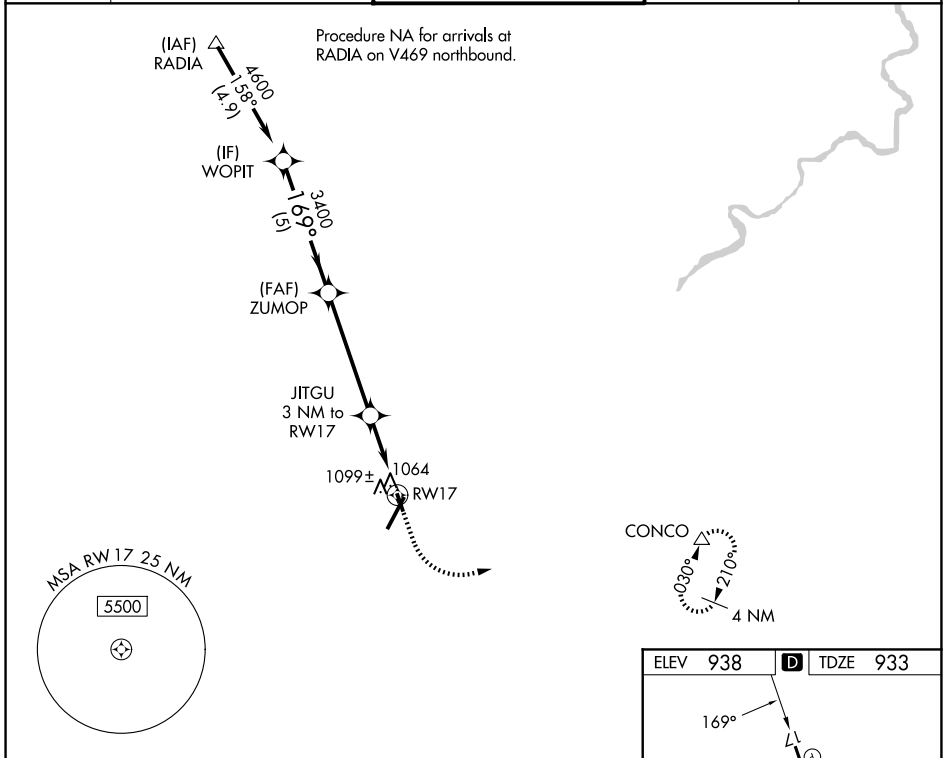 (IAF)
RADIA
Procedure NA for arrivals at
RADIA on V469 northbound.
4600
158°
(4.9)
(IF)
WOPIT
3400
169°
(5)
(FAF)
ZUMOP
JITGU
3 NM to
RW17
1099±
1064
RW17
CONCO
030°
210°
4 NM
MSA RW 17 25 NM
5500
ELEV 938 D TDZE 933
169°
17